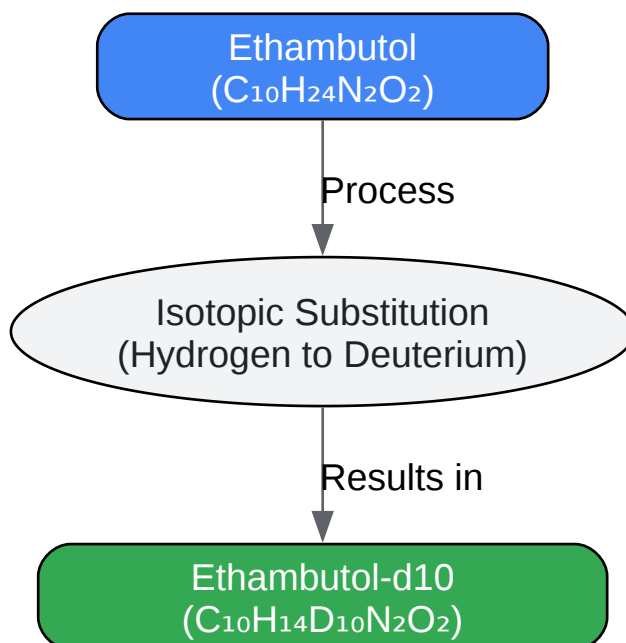 Ethambutol
(C₁₀H₂₄N₂O₂)
Process
Isotopic Substitution
(Hydrogen to Deuterium)
Results in
Ethambutol-d10
(C₁₀H₁₄D₁₀N₂O₂)